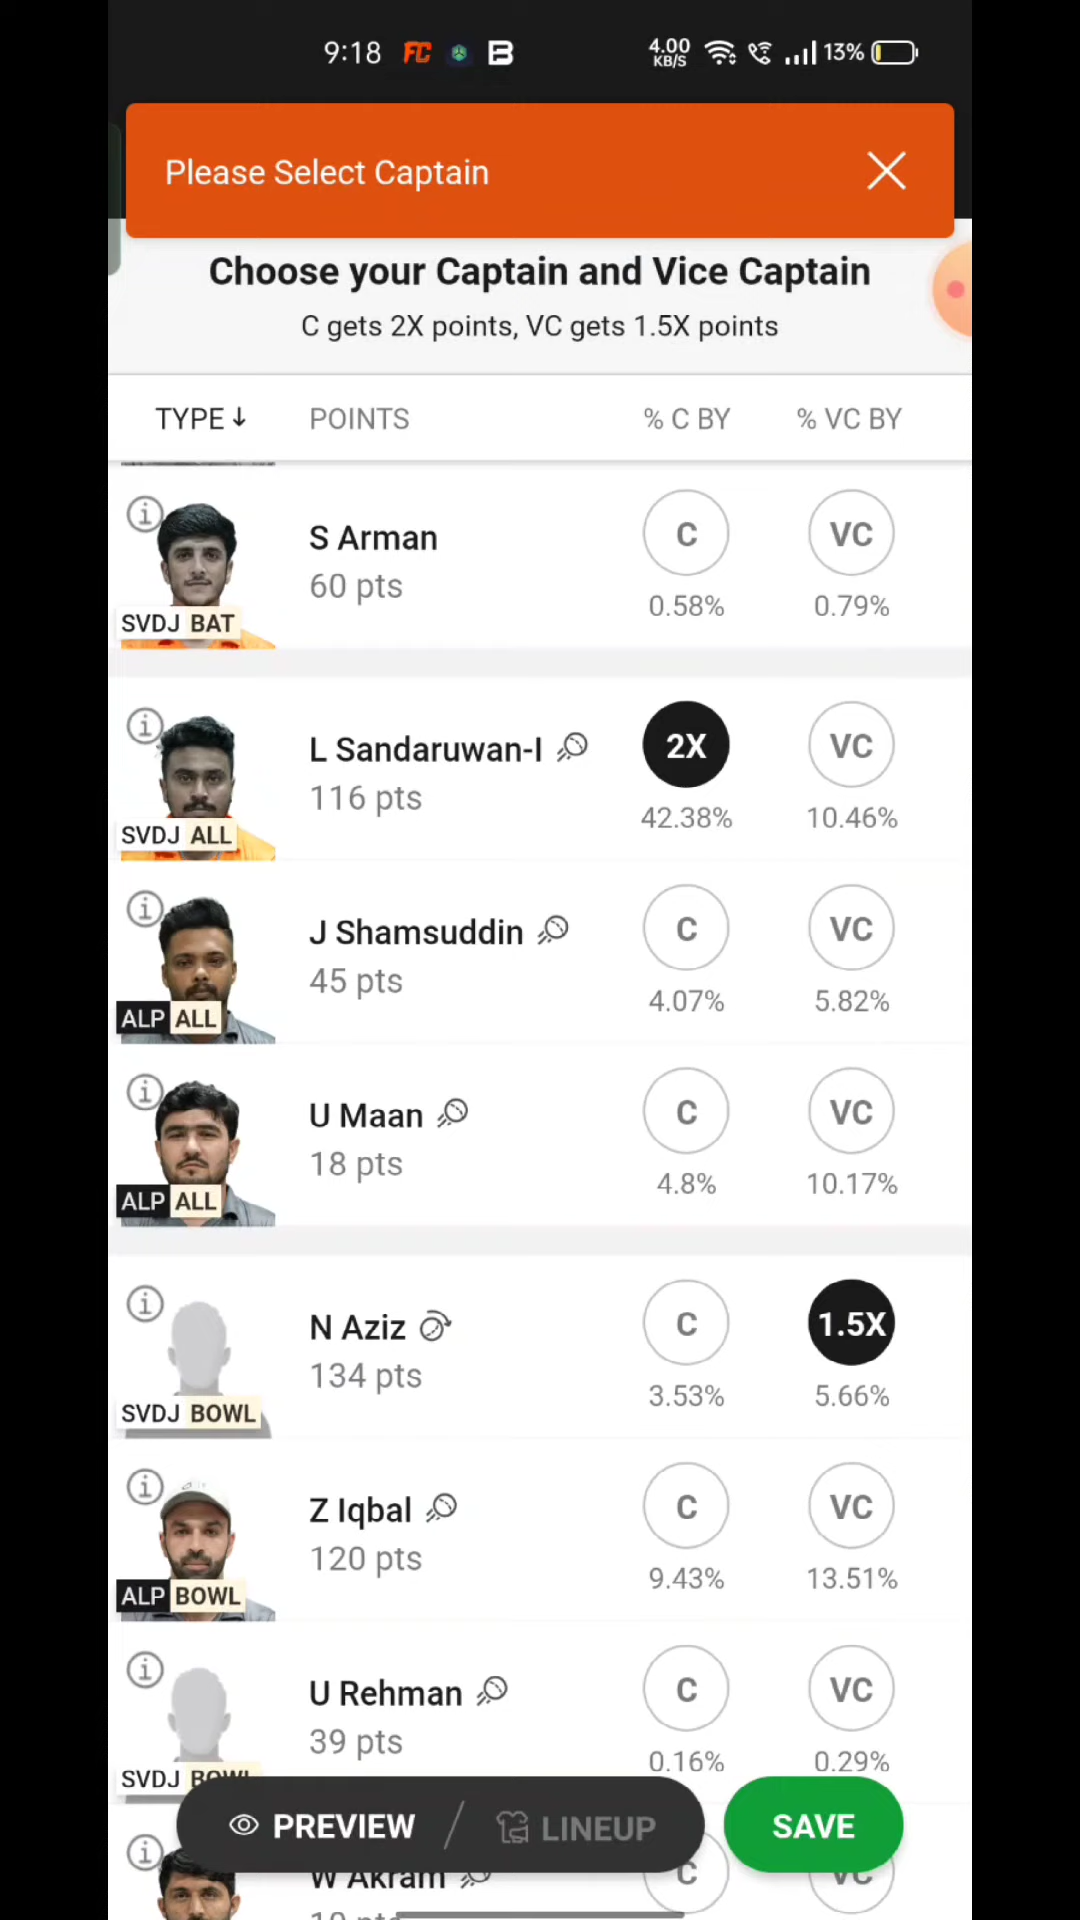 9:18 FC B 4.00 KB/S 13%
Please Select Captain
Choose your Captain and Vice Captain
C gets 2X points, VC gets 1.5X points
TYPE↓ POINTS % C BY % VC BY
S Arman C VC
60 pts 0.58% 0.79%
SVDJ BAT
L Sandaruwan-I 2X VC
116 pts 42.38% 10.46%
SVDJ ALL
J Shamsuddin C VC
45 pts 4.07% 5.82%
ALP ALL
U Maan C VC
18 pts 4.8% 10.17%
ALP ALL
N Aziz C 1.5X
134 pts 3.53% 5.66%
SVDJ BOWL
Z Iqbal C VC
120 pts 9.43% 13.51%
ALP BOWL
U Rehman C VC
39 pts 0.16% 0.29%
SVDJ BOWL
PREVIEW / LINEUP SAVE
W Akram C VC